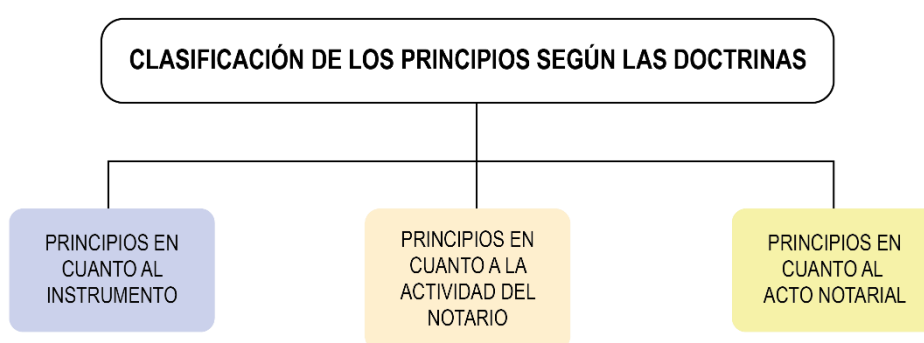 CLASIFICACIÓN DE LOS PRINCIPIOS SEGÚN LAS DOCTRINAS
PRINCIPIOS EN
CUANTO AL
INSTRUMENTO
PRINCIPIOS EN
CUANTO A LA
ACTIVIDAD DEL
NOTARIO
PRINCIPIOS EN
CUANTO AL
ACTO NOTARIAL